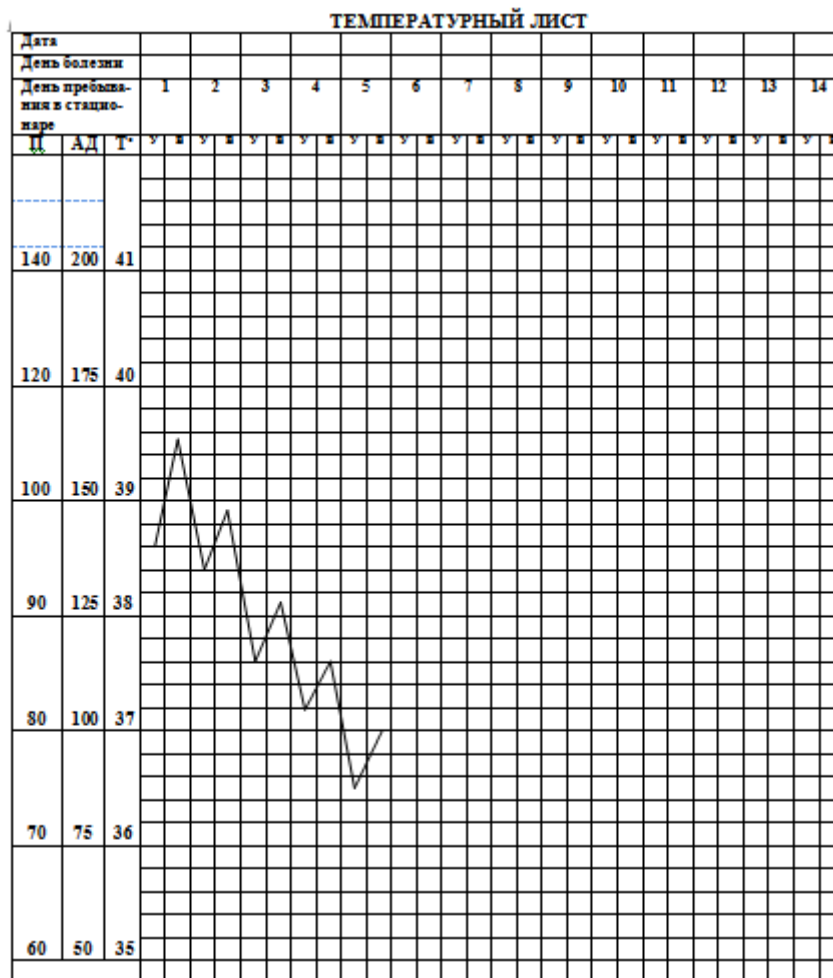 ТЕМПЕРАТУРНЫЙ ЛИСТ
Дата
День болезни
День пребыва-
ния в стацио-
наре
1 2 3 4 5 6 7 8 9 10 11 12 13 14
П АД Т° У В У В У В У В У В У В У В У В У В У В У В У В У В У В
140 200 41
120 175 40
100 150 39
90 125 38
80 100 37
70 75 36
60 50 35